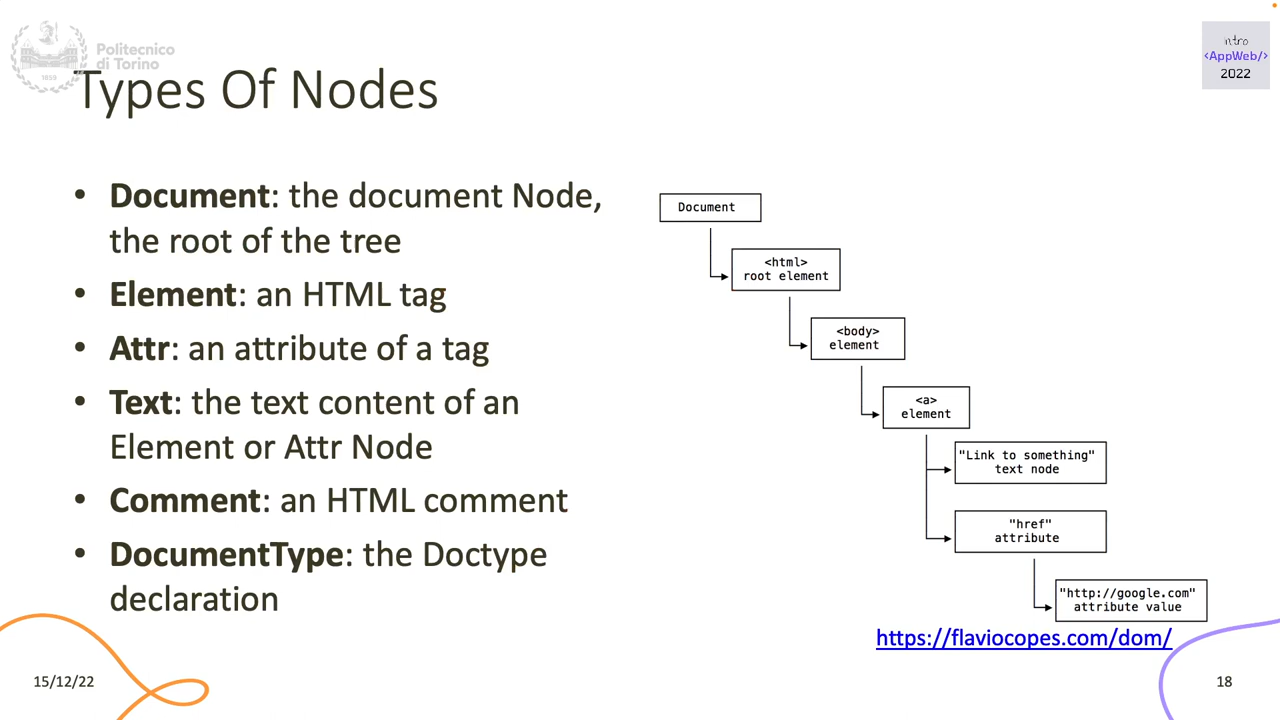 Politecnico
di Torino
1859
intro
<AppWeb/>
2022
Types Of Nodes
• Document: the document Node,
the root of the tree
• Element: an HTML tag
• Attr: an attribute of a tag
• Text: the text content of an
Element or Attr Node
• Comment: an HTML comment
• DocumentType: the Doctype
declaration
Document
<html>
root element
<body>
element
<a>
element
"Link to something"
text node
"href"
attribute
"http://google.com"
attribute value
https://flaviocopes.com/dom/
15/12/22
18